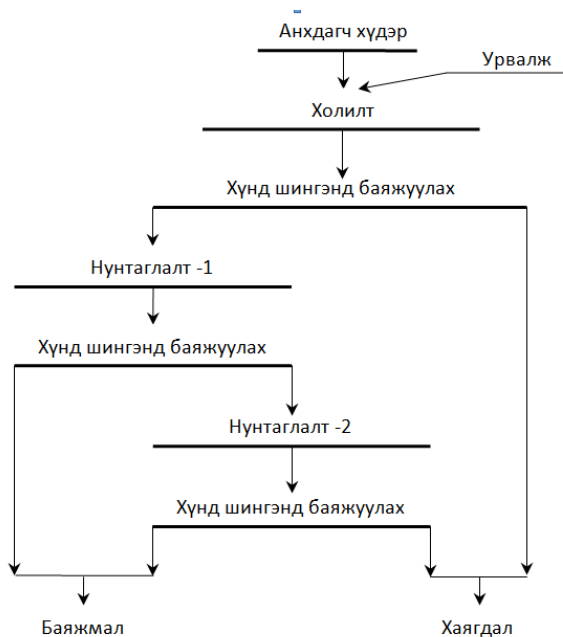 Анхдагч хүдэр
Урвалж
Холилт
Хүнд шингэнд баяжуулах
Нунтаглалт -1
Хүнд шингэнд баяжуулах
Нунтаглалт -2
Хүнд шингэнд баяжуулах
Баяжмал
Хаягдал